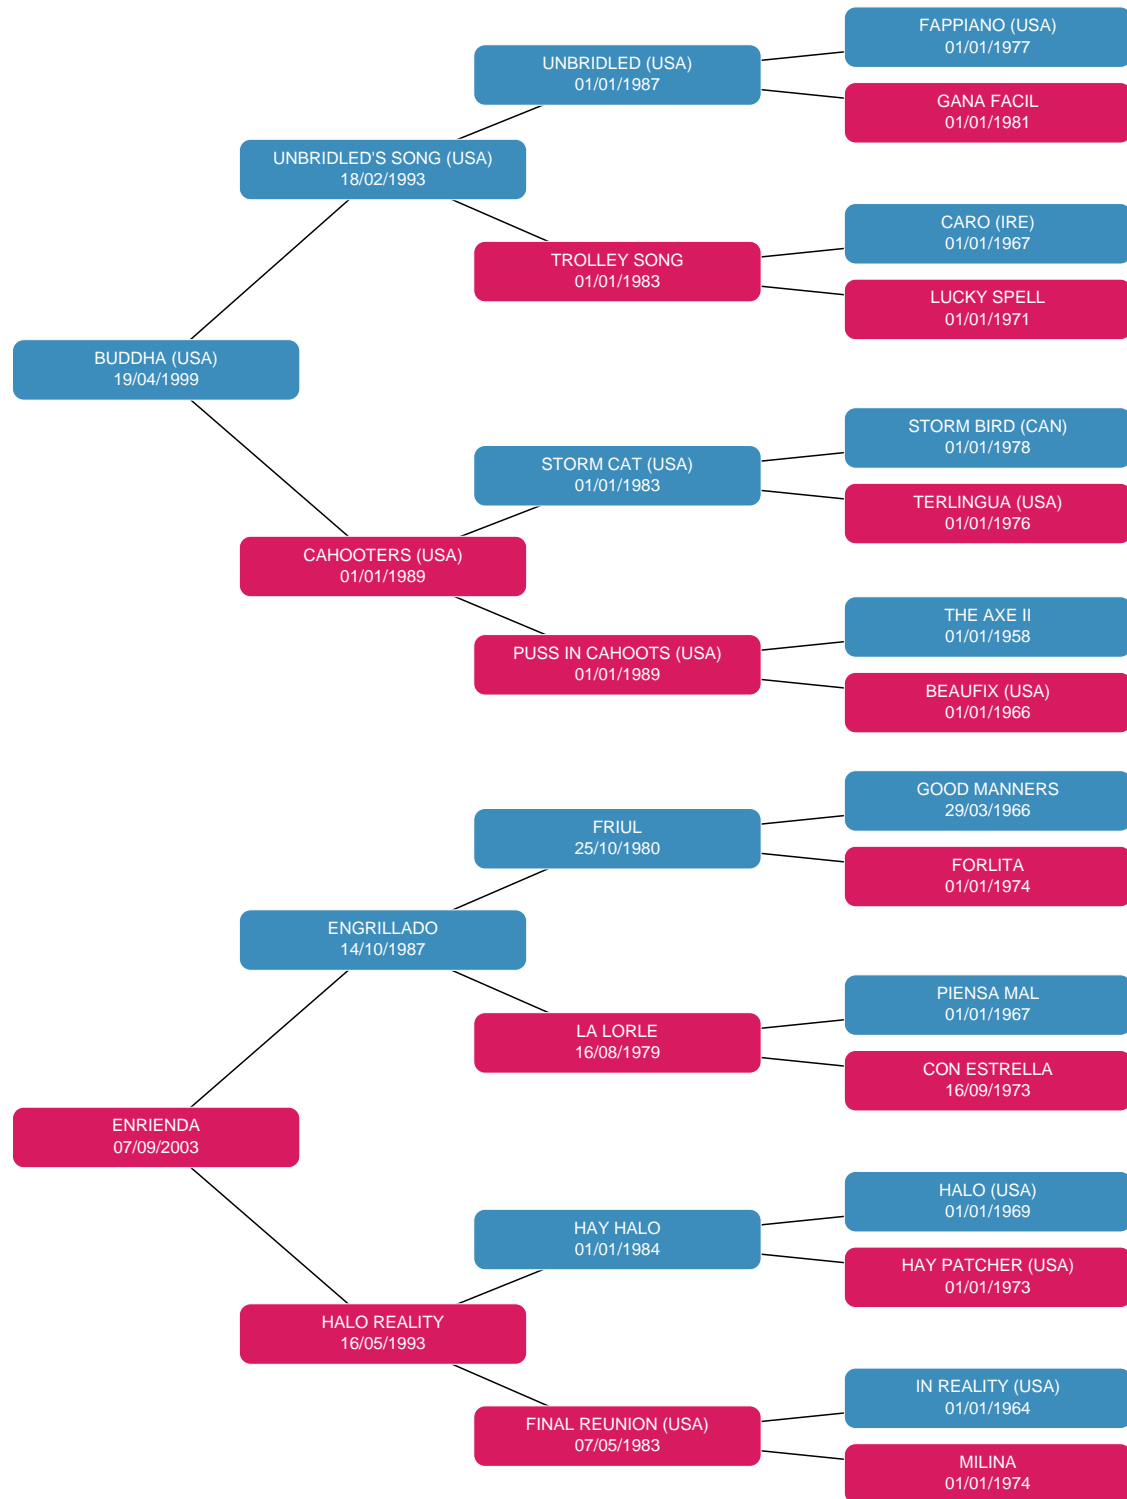 FAPPIANO (USA)
01/01/1977
UNBRIDLED (USA)
01/01/1987
GANA FACIL
01/01/1981
UNBRIDLED'S SONG (USA)
18/02/1993
CARO (IRE)
01/01/1967
TROLLEY SONG
01/01/1983
LUCKY SPELL
01/01/1971
BUDDHA (USA)
19/04/1999
STORM BIRD (CAN)
01/01/1978
STORM CAT (USA)
01/01/1983
TERLINGUA (USA)
01/01/1976
CAHOOTERS (USA)
01/01/1989
THE AXE II
01/01/1958
PUSS IN CAHOOTS (USA)
01/01/1989
BEAUFIX (USA)
01/01/1966
GOOD MANNERS
29/03/1966
FRIUL
25/10/1980
FORLITA
01/01/1974
ENGRILLADO
14/10/1987
PIENSA MAL
01/01/1967
LA LORLE
16/08/1979
CON ESTRELLA
16/09/1973
ENRIENDA
07/09/2003
HALO (USA)
01/01/1969
HAY HALO
01/01/1984
HAY PATCHER (USA)
01/01/1973
HALO REALITY
16/05/1993
IN REALITY (USA)
01/01/1964
FINAL REUNION (USA)
07/05/1983
MILINA
01/01/1974